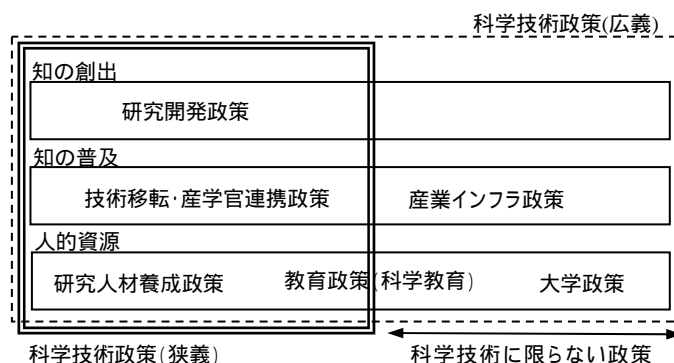 科学技術政策(広義)
知の創出
研究開発政策
知の普及
技術移転・産学官連携政策 産業インフラ政策
人的資源
研究人材養成政策 教育政策(科学教育) 大学政策
科学技術政策(狭義) 科学技術に限らない政策